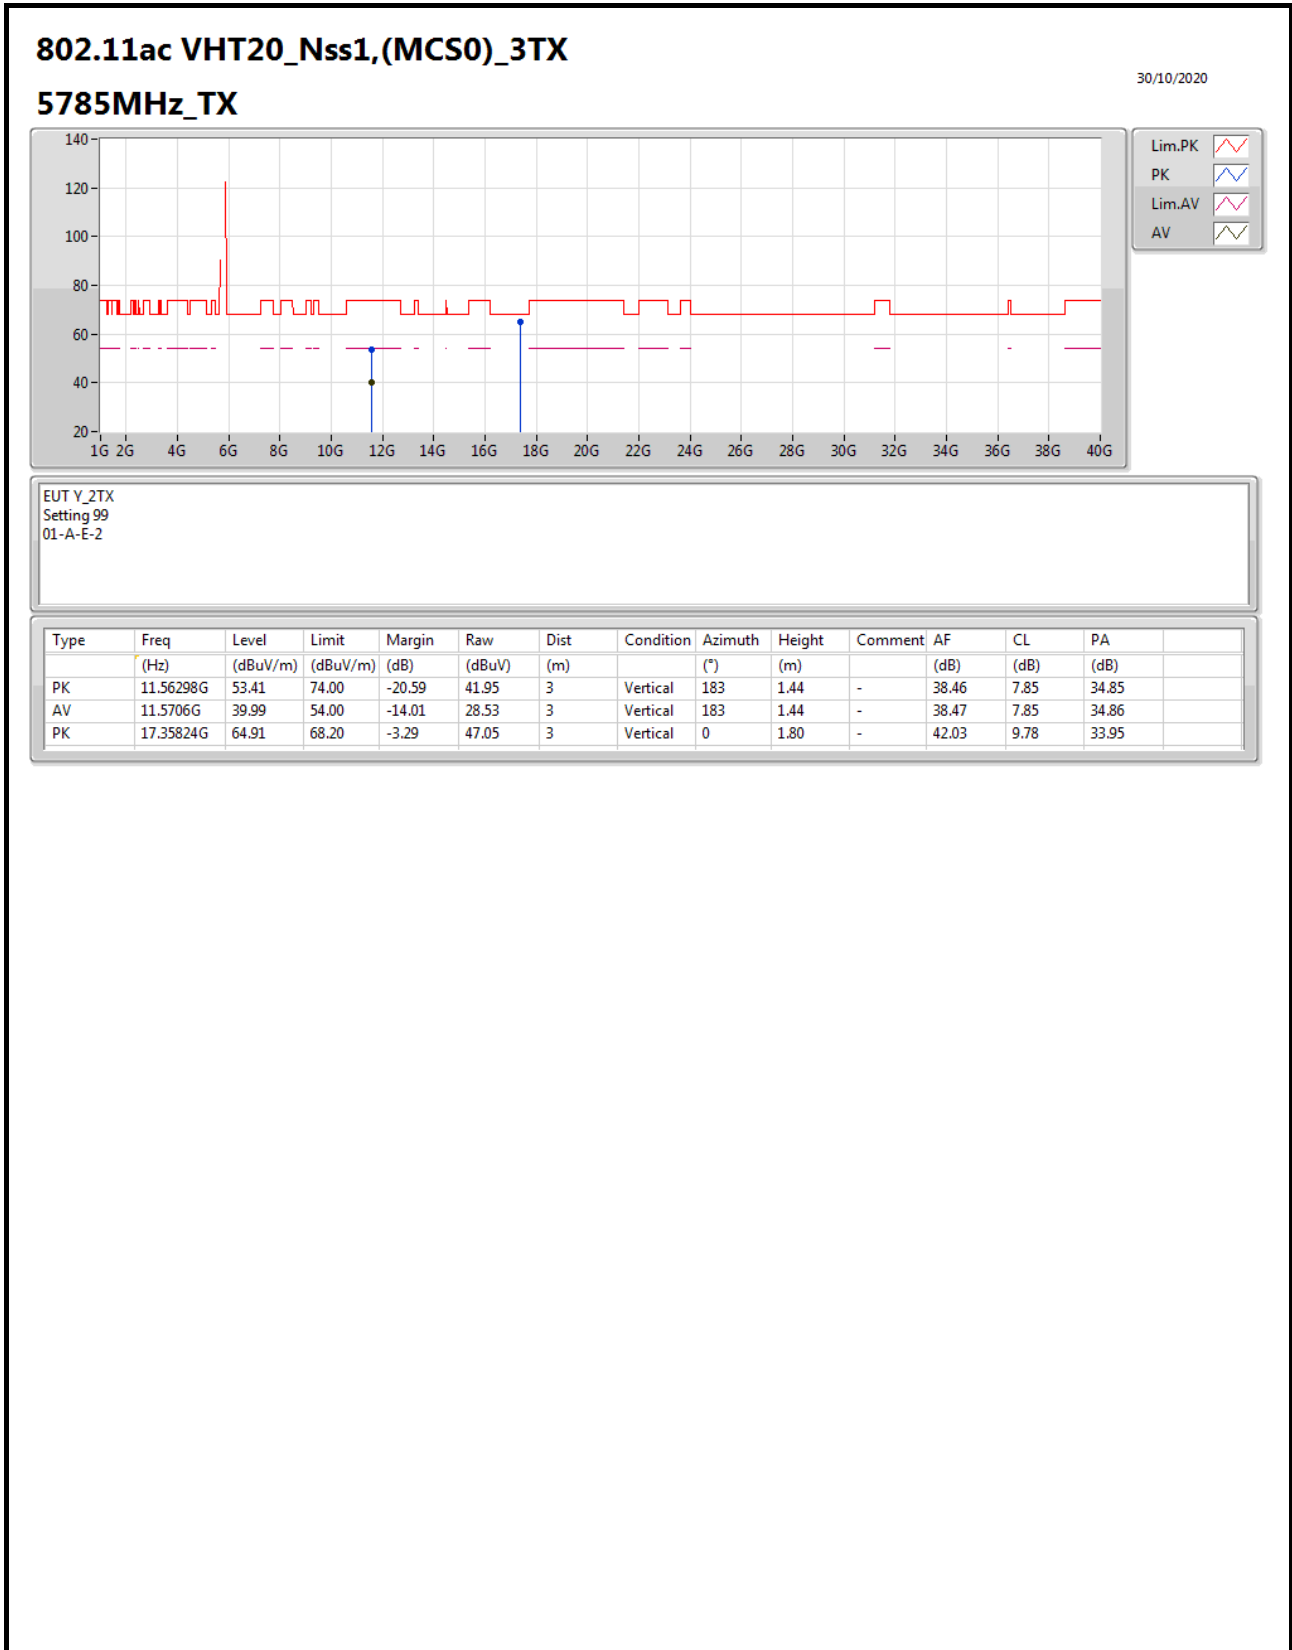 802.11ac VHT20_Nss1,(MCS0)_3TX
30/10/2020
5785MHz_TX
140
120
100
80
60
40
20
1G 2G 4G 6G 8G 10G 12G 14G 16G 18G 20G 22G 24G 26G 28G 30G 32G 34G 36G 38G 40G
Lim.PK
PK
Lim.AV
AV
EUT Y_2TX
Setting 99
01-A-E-2
Type Freq Level Limit Margin Raw Dist Condition Azimuth Height Comment AF CL PA
(Hz) (dBuV/m) (dBuV/m) (dB) (dBuV) (m) (°) (m) (dB) (dB) (dB)
PK 11.56298G 53.41 74.00 -20.59 41.95 3 Vertical 183 1.44 - 38.46 7.85 34.85
AV 11.5706G 39.99 54.00 -14.01 28.53 3 Vertical 183 1.44 - 38.47 7.85 34.86
PK 17.35824G 64.91 68.20 -3.29 47.05 3 Vertical 0 1.80 - 42.03 9.78 33.95